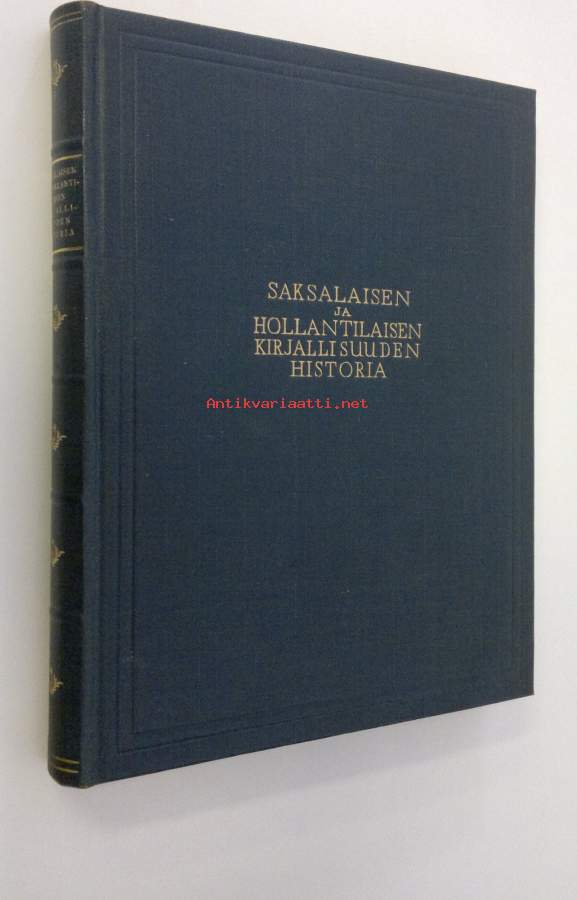 SAKSALAISEN
JA
HOLLANTILAISEN
KIRJALLISUUDEN
HISTORIA
Antikvariaatti.net